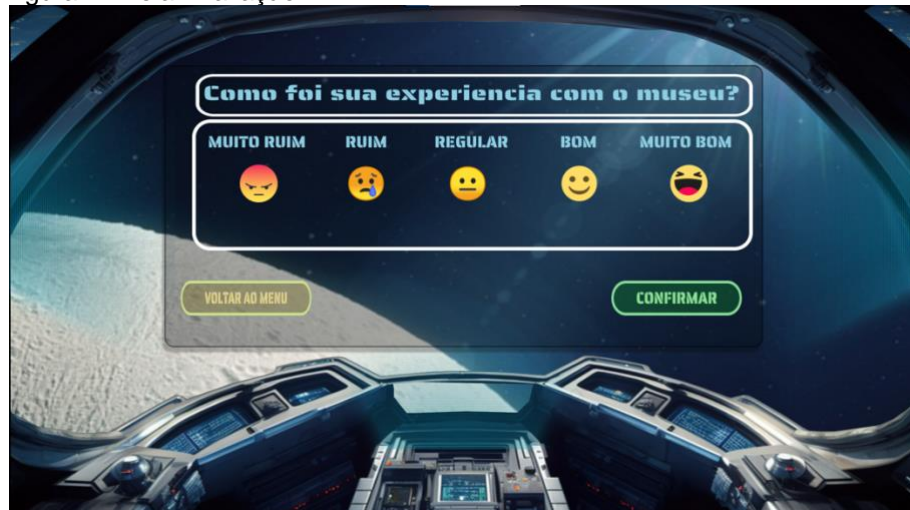 Como foi sua experiencia com o museu?
MUITO RUIM RUIM REGULAR BOM MUITO BOM
VOLTAR AO MENU CONFIRMAR